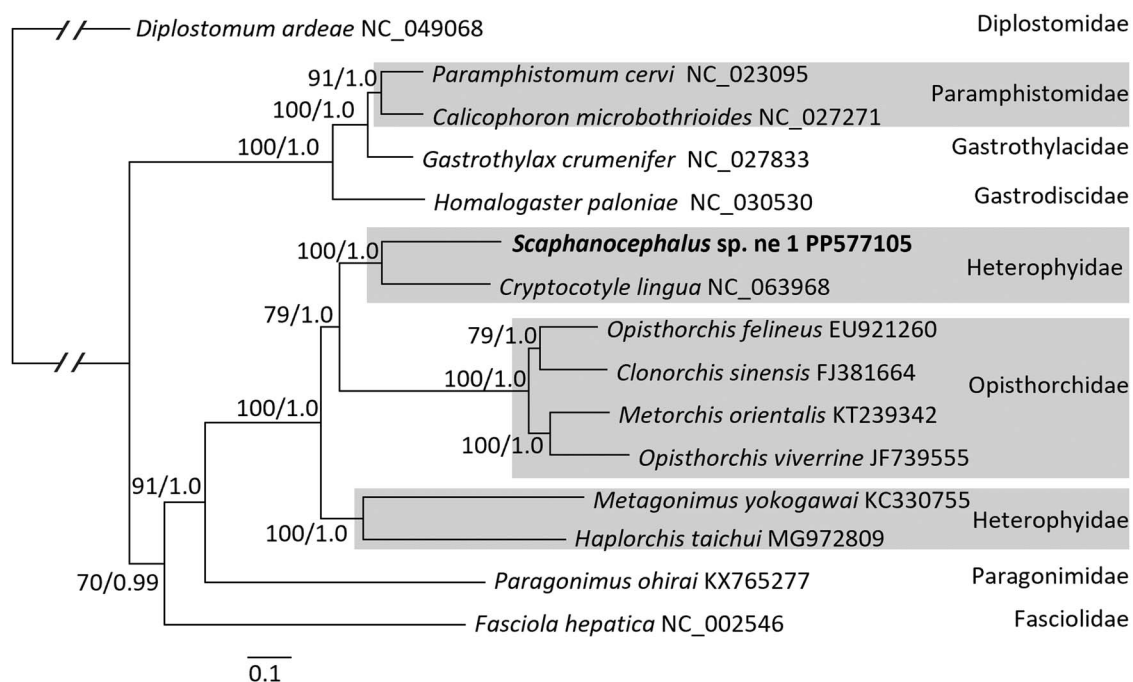 Diplostomum ardeae NC_049068 Diplostomidae
91/1.0 Paramphistomum cervi NC_023095
Paramphistomidae
100/1.0 Calicophoron microbothrioides NC_027271
100/1.0 Gastrothylax crumenifer NC_027833 Gastrothylacidae
Homalogaster paloniae NC_030530 Gastrodiscidae
100/1.0 Scaphanocephalus sp. ne 1 PP577105
Heterophyidae
Cryptocotyle lingua NC_063968
79/1.0
79/1.0 Opisthorchis felineus EU921260
100/1.0 Clonorchis sinensis FJ381664 Opisthorchidae
100/1.0 Metorchis orientalis KT239342
100/1.0 Opisthorchis viverrine JF739555
91/1.0 Metagonimus yokogawai KC330755
Heterophyidae
100/1.0 Haplorchis taichui MG972809
70/0.99 Paragonimus ohirai KX765277 Paragonimidae
Fasciola hepatica NC_002546 Fasciolidae
0.1